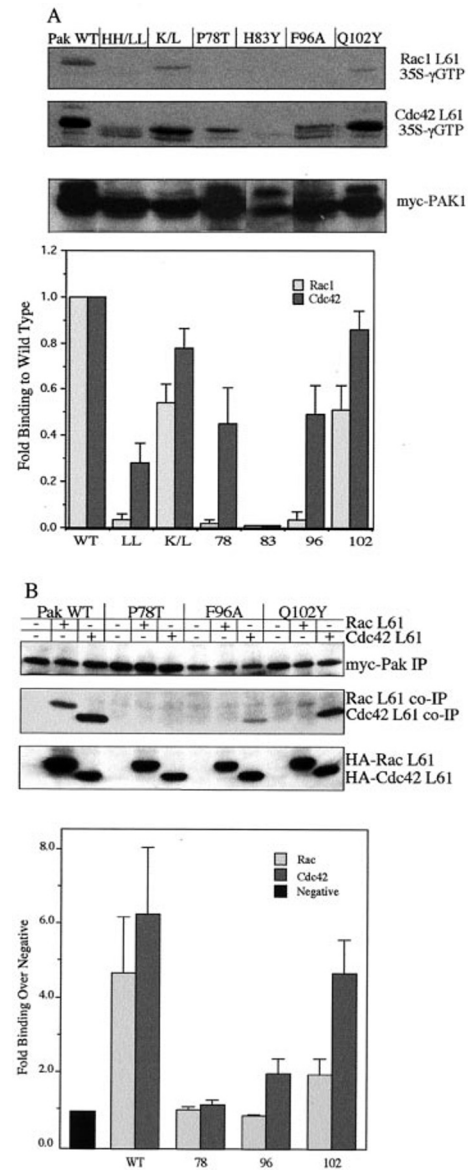 A
Pak WT HH/LL K/L P78T H83Y F96A Q102Y
Rac1 L61
35S-γGTP
Cdc42 L61
35S-γGTP
myc-PAK1
Fold Binding to Wild Type
1.2
1.0
0.8
0.6
0.4
0.2
0.0
Rac1
Cdc42
WT LL K/L 78 83 96 102
B
Pak WT P78T F96A Q102Y
- + - - + - - + - - + - Rac L61
- - + - - + - - + - - + Cdc42 L61
myc-Pak IP
Rac L61 co-IP
Cdc42 L61 co-IP
HA-Rac L61
HA-Cdc42 L61
Fold Binding Over Negative
8.0
6.0
4.0
2.0
0.0
Rac
Cdc42
Negative
WT 78 96 102